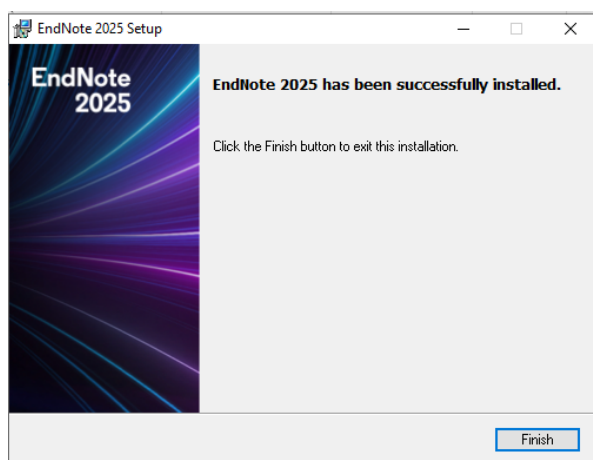 EndNote 2025 Setup
EndNote
2025
EndNote 2025 has been successfully installed.
Click the Finish button to exit this installation.
Finish